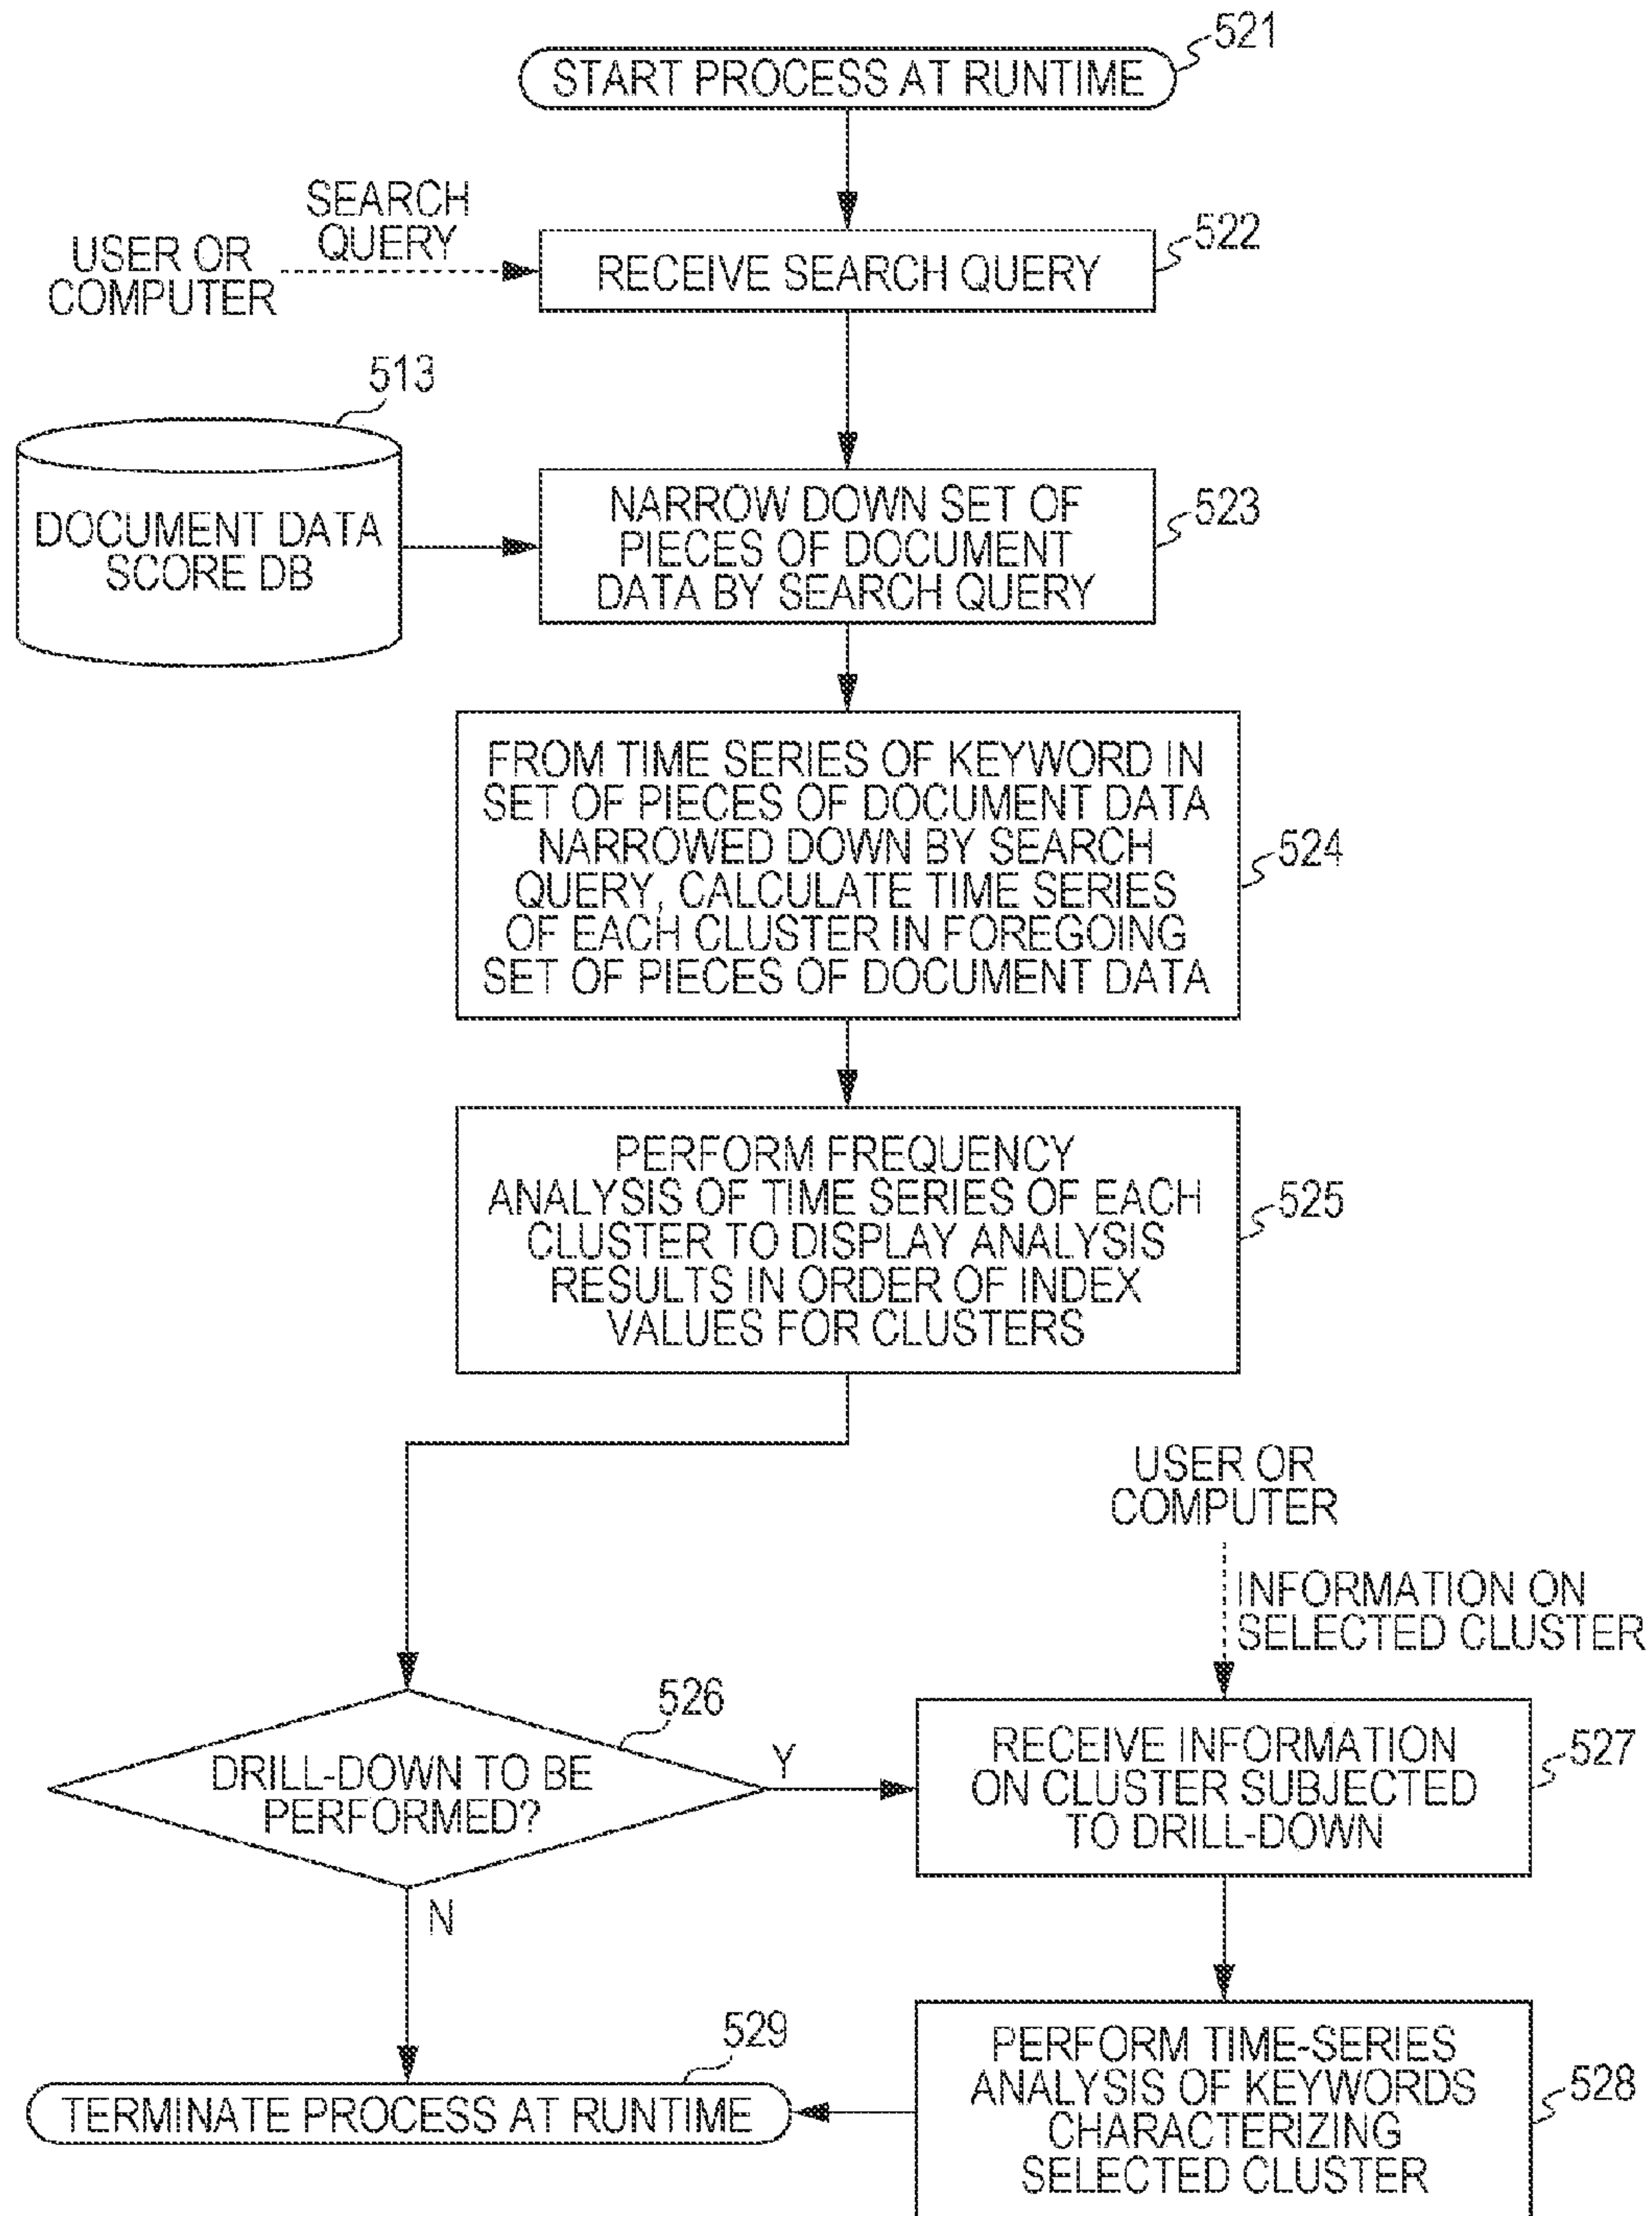 521
START PROCESS AT RUNTIME
SEARCH
QUERY
USER OR
COMPUTER
522
RECEIVE SEARCH QUERY
513
DOCUMENT DATA
SCORE DB
523
NARROW DOWN SET OF
PIECES OF DOCUMENT
DATA BY SEARCH QUERY
FROM TIME SERIES OF KEYWORD IN
SET OF PIECES OF DOCUMENT DATA
NARROWED DOWN BY SEARCH
QUERY, CALCULATE TIME SERIES
OF EACH CLUSTER IN FOREGOING
SET OF PIECES OF DOCUMENT DATA
524
PERFORM FREQUENCY
ANALYSIS OF TIME SERIES OF EACH
CLUSTER TO DISPLAY ANALYSIS
RESULTS IN ORDER OF INDEX
VALUES FOR CLUSTERS
525
USER OR
COMPUTER
INFORMATION ON
SELECTED CLUSTER
526
DRILL-DOWN TO BE
PERFORMED?
Y
N
RECEIVE INFORMATION
ON CLUSTER SUBJECTED
TO DRILL-DOWN
527
529
TERMINATE PROCESS AT RUNTIME
PERFORM TIME-SERIES
ANALYSIS OF KEYWORDS
CHARACTERIZING
SELECTED CLUSTER
528